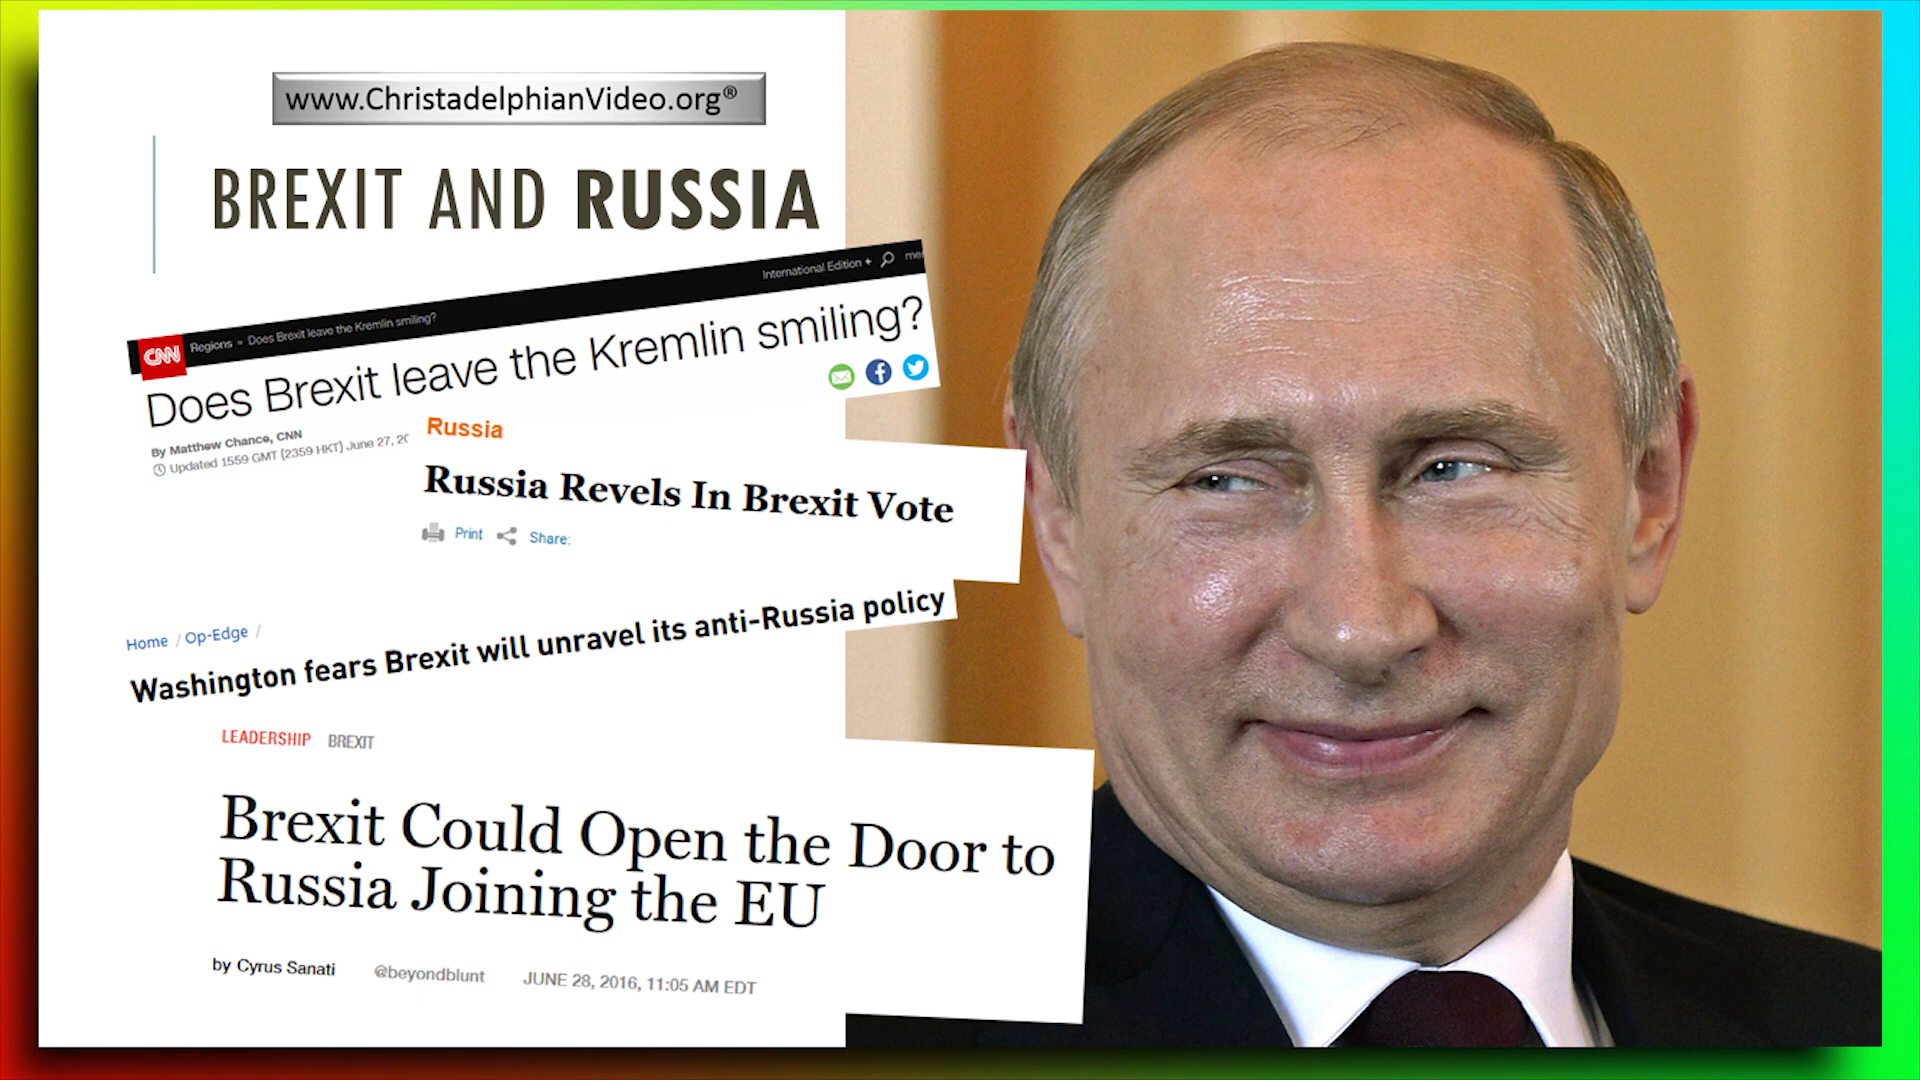 www.ChristadelphianVideo.org®
BREXIT AND RUSSIA
International Edition +
CNN Regions » Does Brexit leave the Kremlin smiling?
Does Brexit leave the Kremlin smiling?
By Matthew Chance, CNN
Updated 1559 GMT (2359 HKT) June 27,
Russia
Russia Revels In Brexit Vote
Print Share:
Home / Op-Edge /
Washington fears Brexit will unravel its anti-Russia policy
LEADERSHIP BREXIT
Brexit Could Open the Door to
Russia Joining the EU
by Cyrus Sanati @beyondblunt JUNE 28, 2016, 11:05 AM EDT